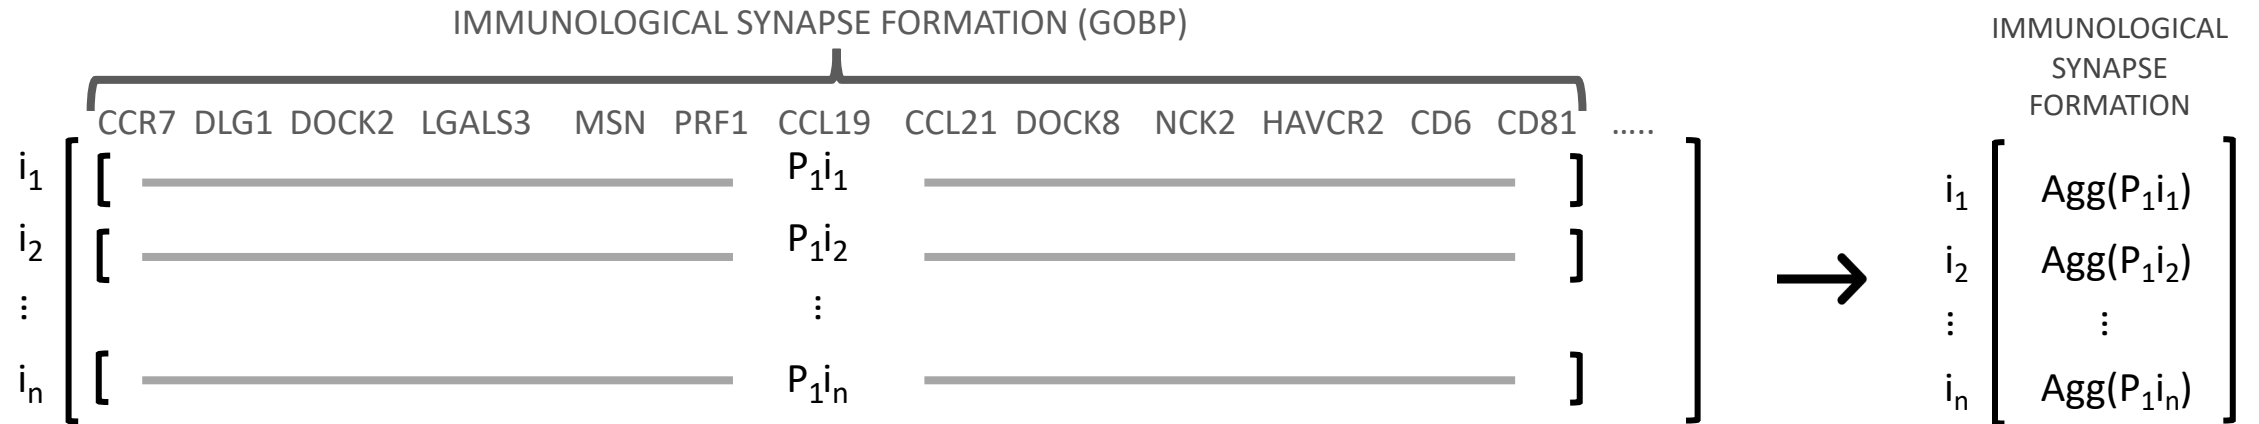 IMMUNOLOGICAL SYNAPSE FORMATION (GOBP)
IMMUNOLOGICAL
SYNAPSE
FORMATION
CCR7 DLG1 DOCK2 LGALS3 MSN PRF1 CCL19 CCL21 DOCK8 NCK2 HAVCR2 CD6 CD81 .....
i₁ P₁i₁
i₂ P₁i₂
⋮ ⋮
iₙ P₁iₙ
i₁ Agg(P₁i₁)
i₂ Agg(P₁i₂)
⋮ ⋮
iₙ Agg(P₁iₙ)